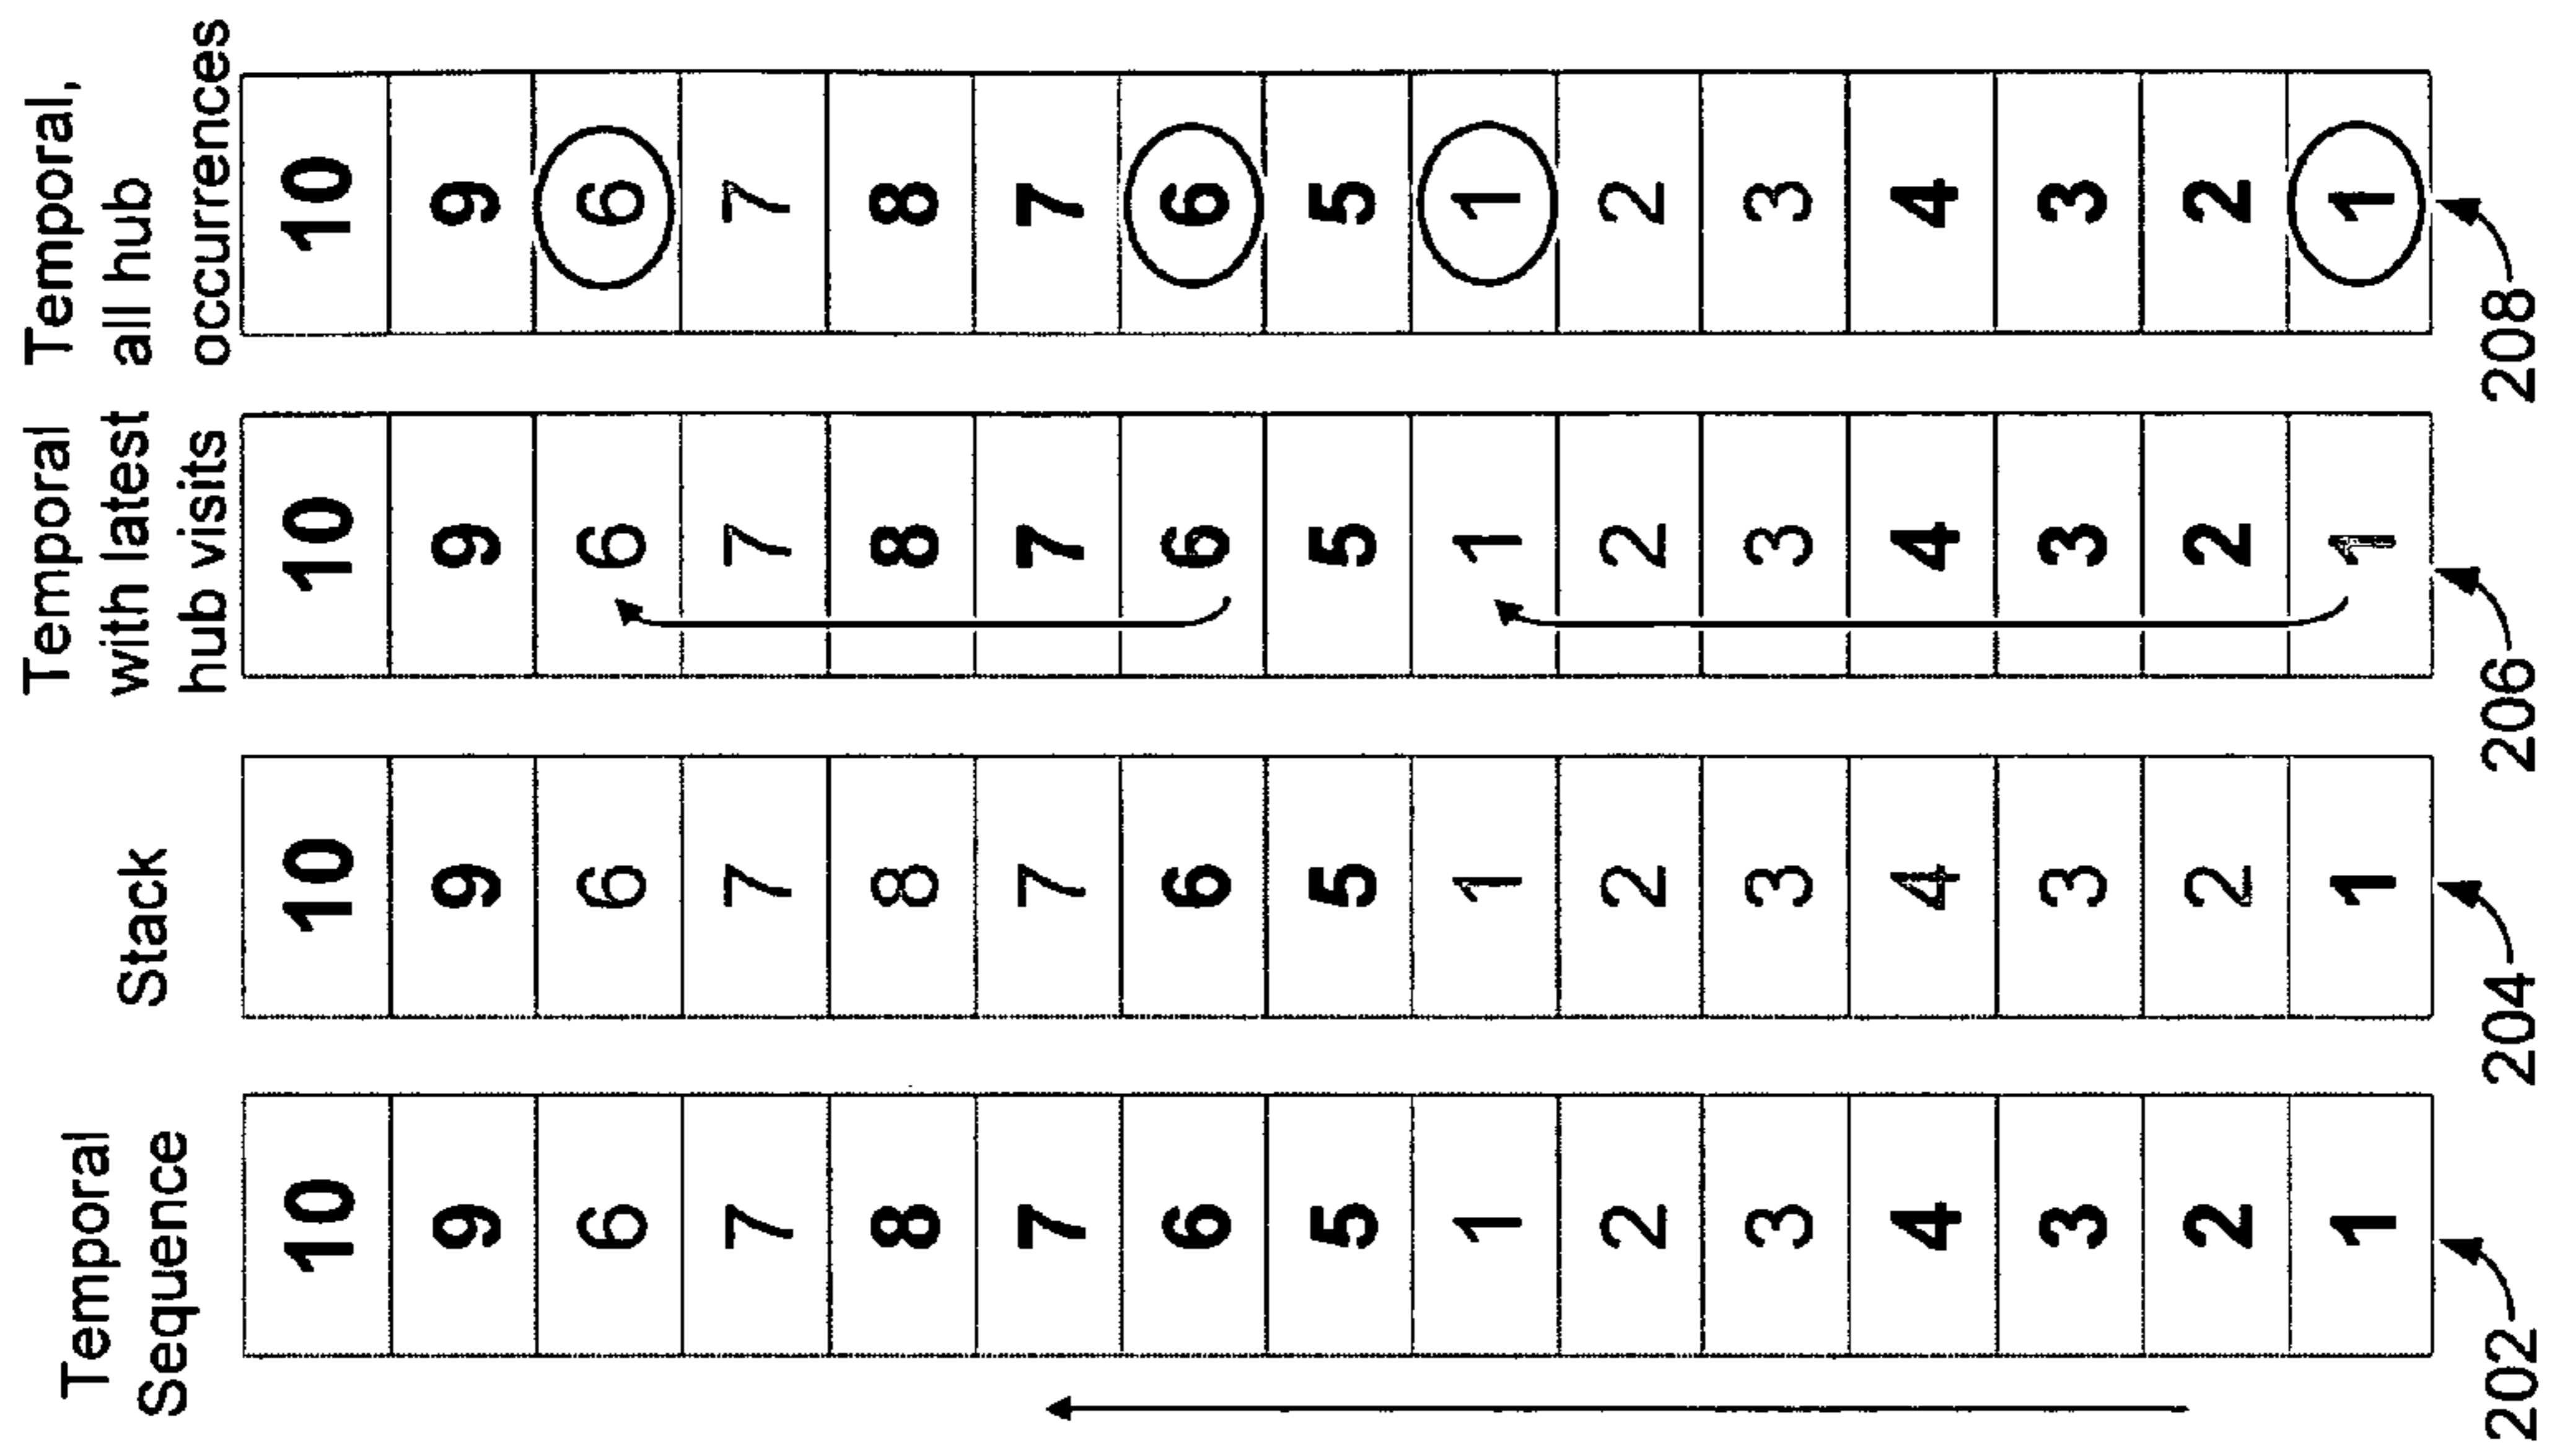 Temporal
Sequence
Stack
Temporal
with latest
hub visits
Temporal,
all hub
occurrences
10 10 10 10
9 9 9 9
6 6 6 6
7 7 7 7
8 8 8 8
7 7 7 7
6 6 6 6
5 5 5 5
1 1 1 1
2 2 2 2
3 3 3 3
4 4 4 4
3 3 3 3
2 2 2 2
1 1 1 1
202 204 206 208